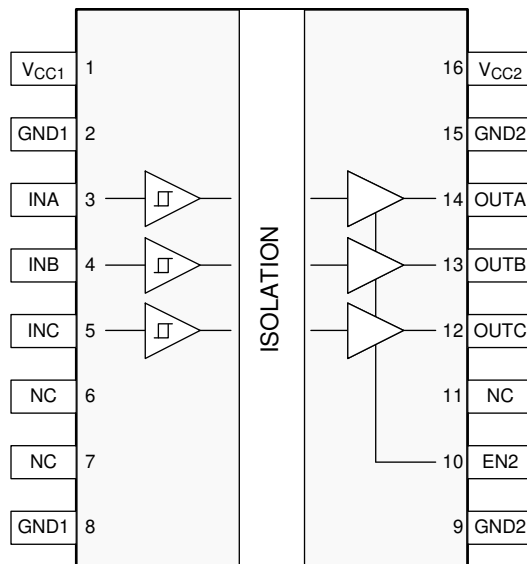 VCC1 1 16 VCC2
GND1 2 15 GND2
INA 3 14 OUTA
INB 4 13 OUTB
INC 5 12 OUTC
NC 6 11 NC
NC 7 10 EN2
GND1 8 9 GND2
ISOLATION